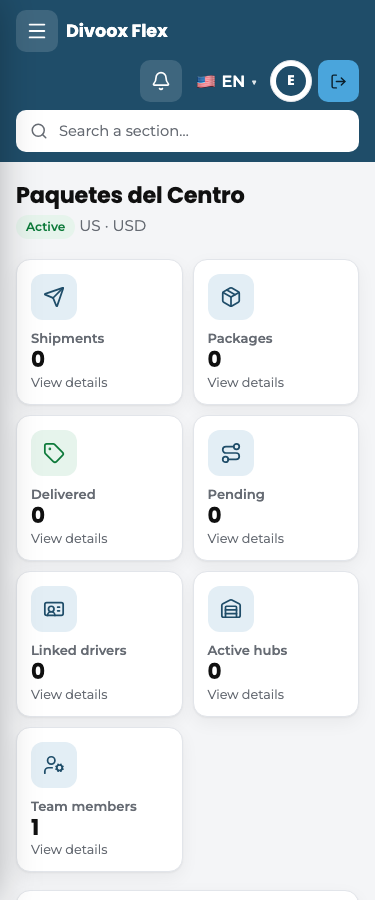 Divoox Flex
🇺🇸 EN ▾
E
Search a section...
Paquetes del Centro
Active US · USD
Shipments
0
View details
Packages
0
View details
Delivered
0
View details
Pending
0
View details
Linked drivers
0
View details
Active hubs
0
View details
Team members
1
View details